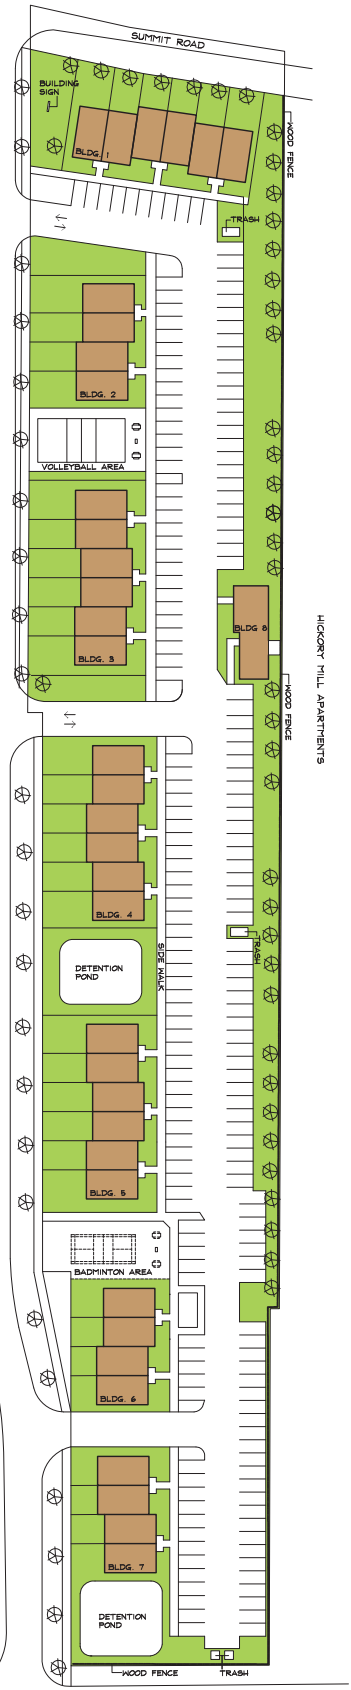 SUMMIT ROAD
BUILDING
SIGN
WOOD FENCE
BLDG. 1
TRASH
BLDG. 2
VOLLEYBALL AREA
BLDG. 3
BLDG 8
HICKORY MILL APARTMENTS
WOOD FENCE
BLDG. 4
SIDE WALK
TRASH
DETENTION
POND
BLDG. 5
BADMINTON AREA
BLDG. 6
BLDG. 7
DETENTION
POND
WOOD FENCE
TRASH